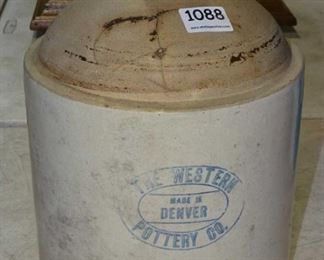 1088
THE WESTERN
MADE IN
DENVER
POTTERY CO.